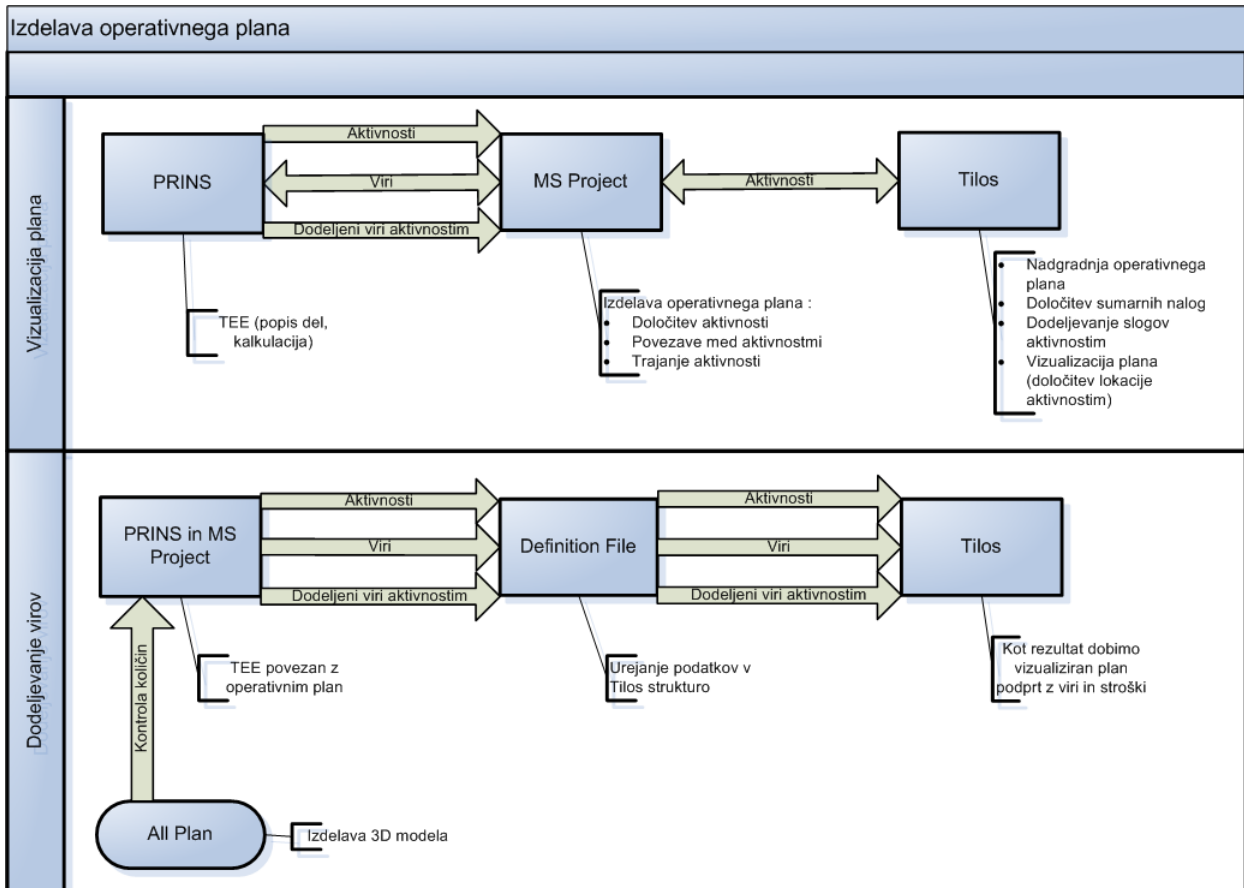 Izdelava operativnega plana
Vizualizacija plana
Aktivnosti
PRINS
Viri
MS Project
Aktivnosti
Tilos
Dodeljeni viri aktivnostim
TEE (popis del,
kalkulacija)
Izdelava operativnega plana :
• Določitev aktivnosti
• Povezave med aktivnostmi
• Trajanje aktivnosti
• Nadgradnja operativnega
plana
• Določitev sumarnih nalog
• Dodeljevanje slogov
aktivnostim
• Vizualizacija plana
(določitev lokacije
aktivnostim)
Dodeljevanje virov
PRINS in MS
Project
Aktivnosti
Viri
Dodeljeni viri aktivnostim
Definition File
Aktivnosti
Viri
Dodeljeni viri aktivnostim
Tilos
TEE povezan z
operativnim plan
Urejanje podatkov v
Tilos strukturo
Kot rezultat dobimo
vizualiziran plan
podprt z viri in stroški
Kontrola količin
All Plan
Izdelava 3D modela